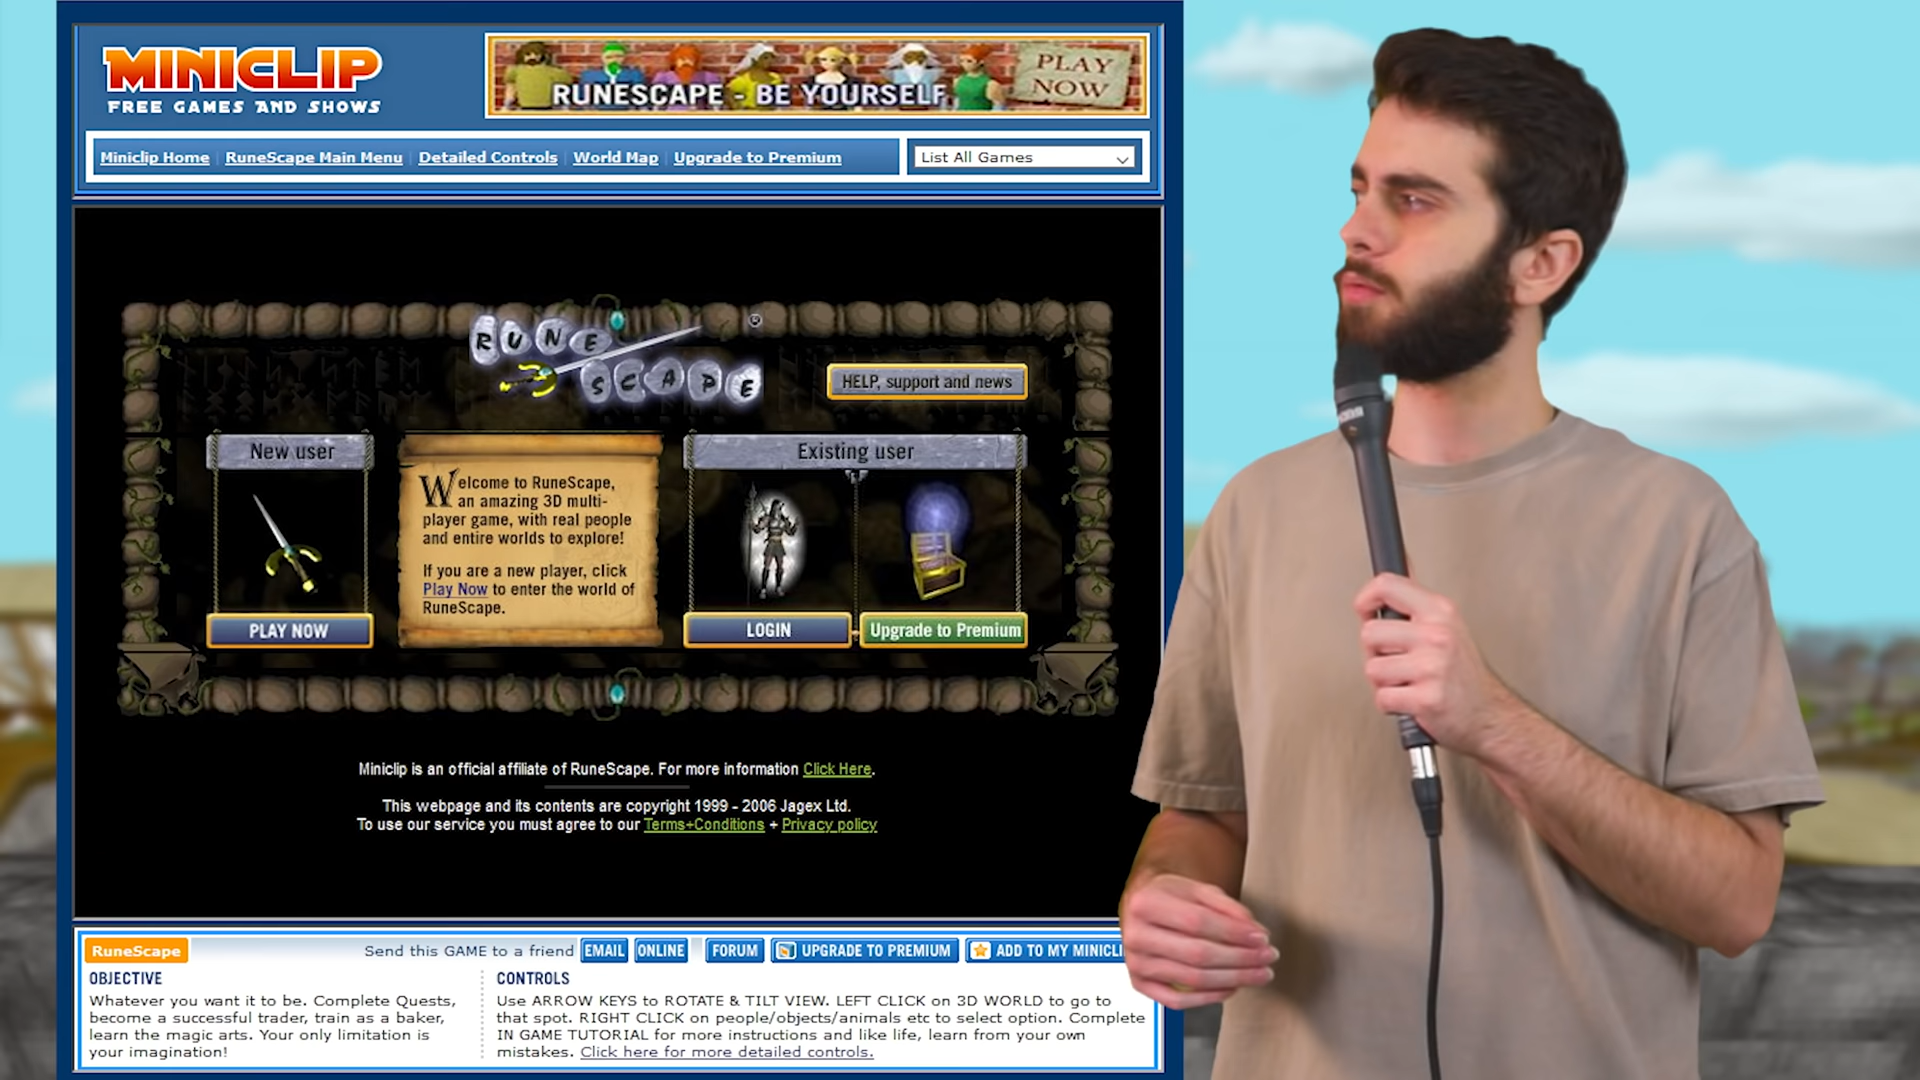 MINICLIP
FREE GAMES AND SHOWS
RUNESCAPE - BE YOURSELF
PLAY
NOW
Miniclip Home | RuneScape Main Menu | Detailed Controls | World Map | Upgrade to Premium
List All Games
RUNE
SCAPE
HELP, support and news
New user
Welcome to RuneScape,
an amazing 3D multi-
player game, with real people
and entire worlds to explore!
If you are a new player, click
Play Now to enter the world of
RuneScape.
PLAY NOW
Existing user
LOGIN
Upgrade to Premium
Miniclip is an official affiliate of RuneScape. For more information Click Here.
This webpage and its contents are copyright 1999 - 2006 Jagex Ltd.
To use our service you must agree to our Terms+Conditions + Privacy policy
RuneScape
Send this GAME to a friend EMAIL ONLINE FORUM UPGRADE TO PREMIUM ADD TO MY MINICLI
OBJECTIVE
Whatever you want it to be. Complete Quests,
become a successful trader, train as a baker,
learn the magic arts. Your only limitation is
your imagination!
CONTROLS
Use ARROW KEYS to ROTATE & TILT VIEW. LEFT CLICK on 3D WORLD to go to
that spot. RIGHT CLICK on people/objects/animals etc to select option. Complete
IN GAME TUTORIAL for more instructions and like life, learn from your own
mistakes. Click here for more detailed controls.